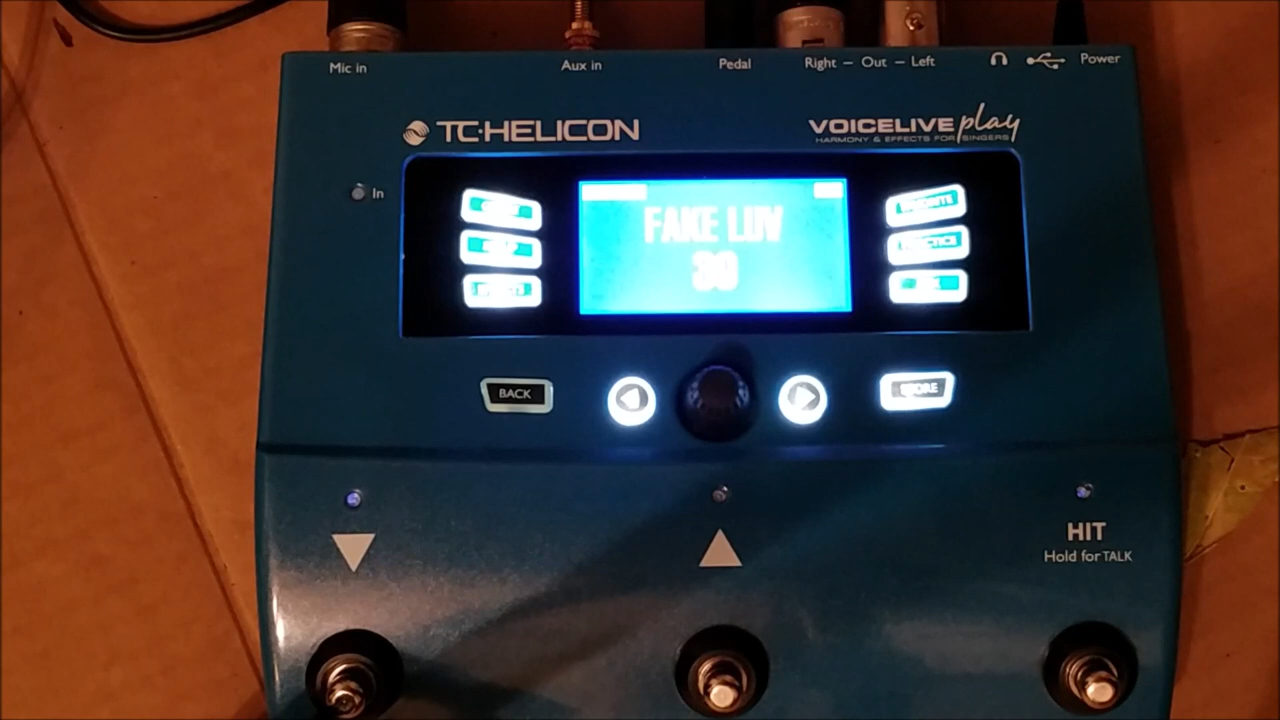 Mic in
Aux in
Pedal
Right – Out – Left
Power
TC·HELICON
VOICELIVE play
HARMONY & EFFECTS FOR SINGERS
In
FAKE LUV
30
BACK
STORE
HIT
Hold for TALK